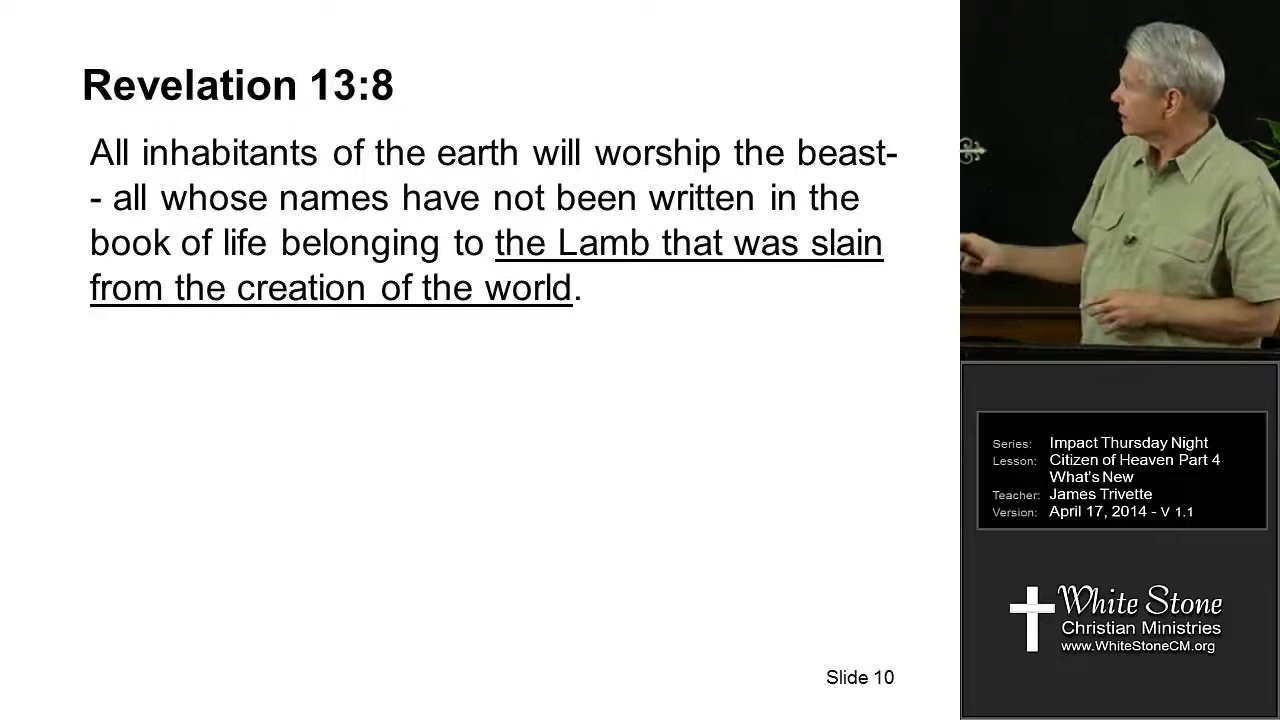 Revelation 13:8
All inhabitants of the earth will worship the beast-
- all whose names have not been written in the
book of life belonging to the Lamb that was slain
from the creation of the world.
Slide 10
Series: Impact Thursday Night
Lesson: Citizen of Heaven Part 4
What's New
Teacher: James Trivette
Version: April 17, 2014 - V 1.1
White Stone
Christian Ministries
www.WhiteStoneCM.org